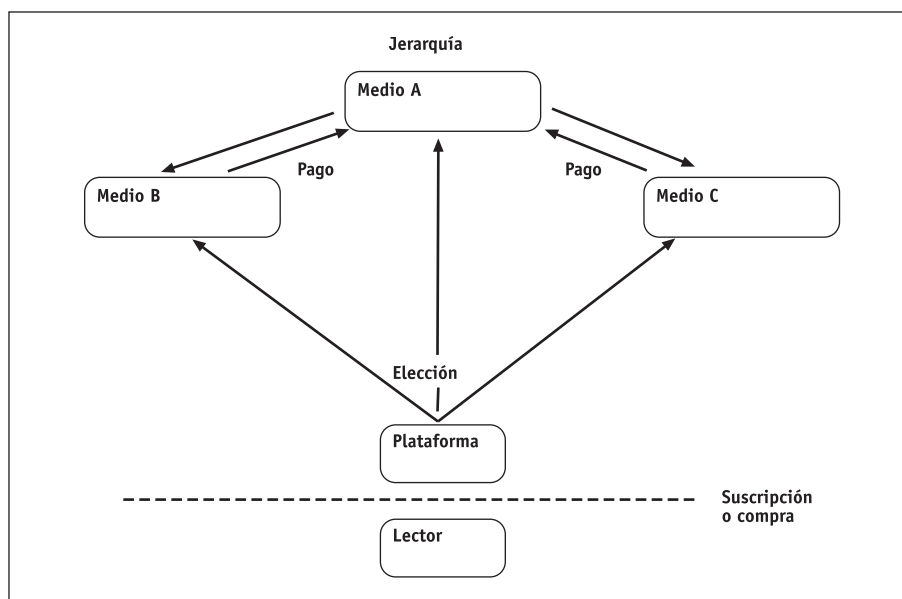 Jerarquía
Medio A
Pago
Pago
Medio B
Medio C
Elección
Plataforma
Suscripción
o compra
Lector